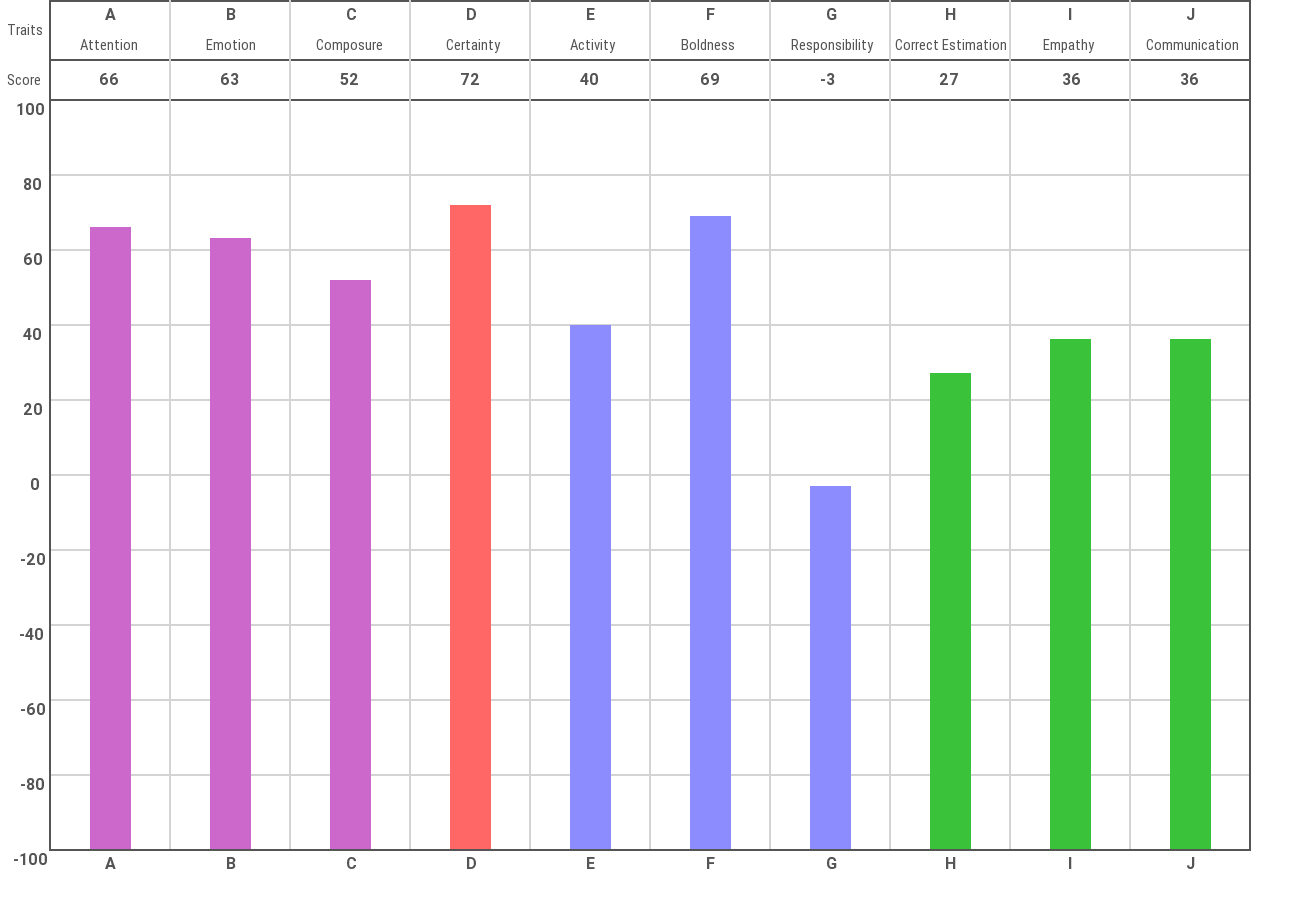 Traits
A B C D E F G H I J
Attention Emotion Composure Certainty Activity Boldness Responsibility Correct Estimation Empathy Communication
Score 66 63 52 72 40 69 -3 27 36 36
100
80
60
40
20
0
-20
-40
-60
-80
-100
A B C D E F G H I J